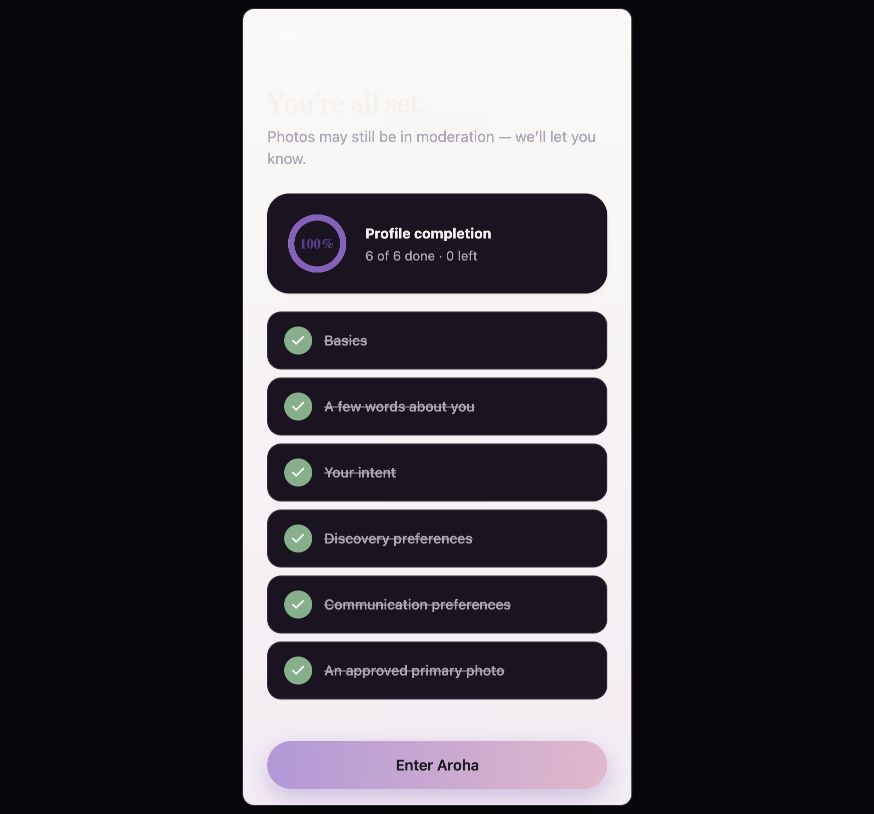 You're all set.
Photos may still be in moderation — we'll let you
know.
100%
Profile completion
6 of 6 done · 0 left
Basics
A few words about you
Your intent
Discovery preferences
Communication preferences
An approved primary photo
Enter Aroha